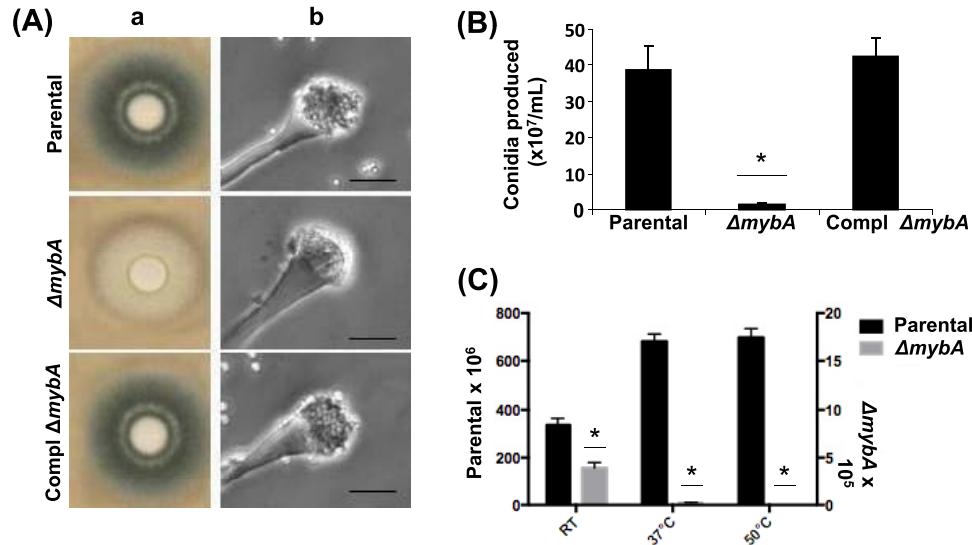 (A)
a
b
Parental
ΔmybA
Compl ΔmybA
(B)
Conidia produced
(x10⁷/mL)
50
40
30
20
10
0
*
Parental
ΔmybA
Compl ΔmybA
(C)
Parental x 10⁶
800
600
400
200
0
*
*
*
RT
37°C
50°C
20
15
10
5
0
ΔmybA x
10⁵
Parental
ΔmybA